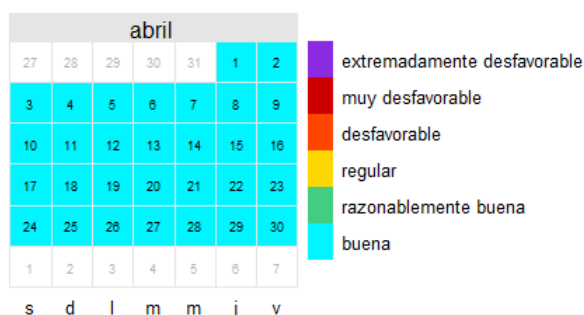 abril
27 28 29 30 31 1 2
3 4 5 6 7 8 9
10 11 12 13 14 15 16
17 18 19 20 21 22 23
24 25 26 27 28 29 30
1 2 3 4 5 6 7
s d l m m j v
extremadamente desfavorable
muy desfavorable
desfavorable
regular
razonablemente buena
buena